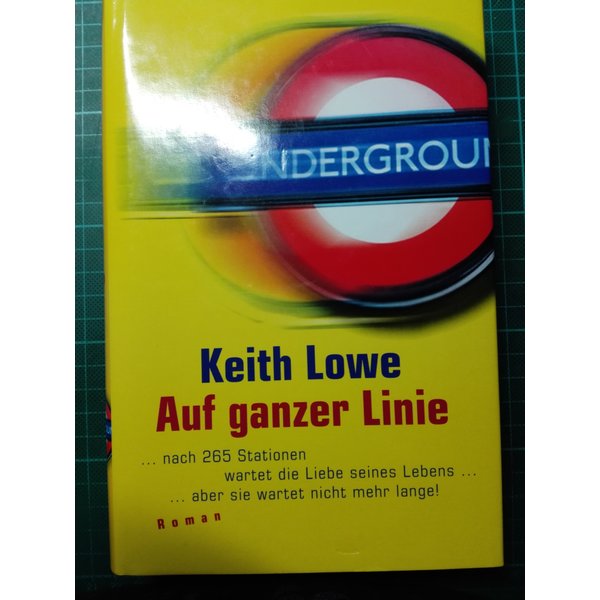 UNDERGROUN
Keith Lowe
Auf ganzer Linie
... nach 265 Stationen
wartet die Liebe seines Lebens ...
... aber sie wartet nicht mehr lange!
Roman